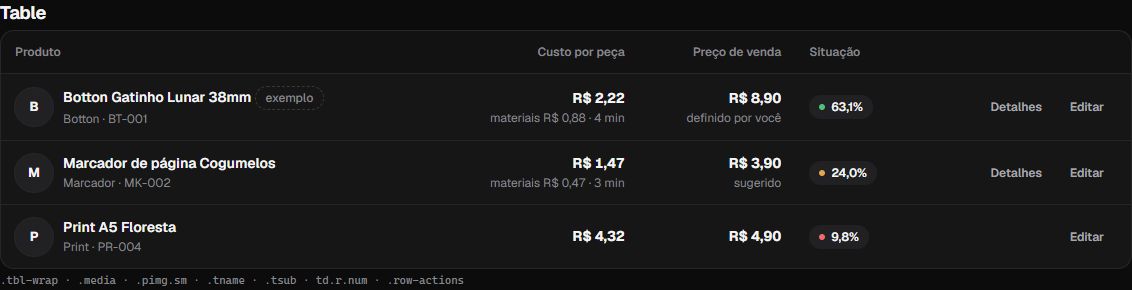 Table
Produto Custo por peça Preço de venda Situação
B Botton Gatinho Lunar 38mm exemplo R$ 2,22 R$ 8,90 63,1% Detalhes Editar
Botton · BT-001 materiais R$ 0,88 · 4 min definido por você
M Marcador de página Cogumelos R$ 1,47 R$ 3,90 24,0% Detalhes Editar
Marcador · MK-002 materiais R$ 0,47 · 3 min sugerido
P Print A5 Floresta R$ 4,32 R$ 4,90 9,8% Editar
Print · PR-004
.tbl-wrap · .media · .pimg.sm · .tname · .tsub · td.r.num · .row-actions